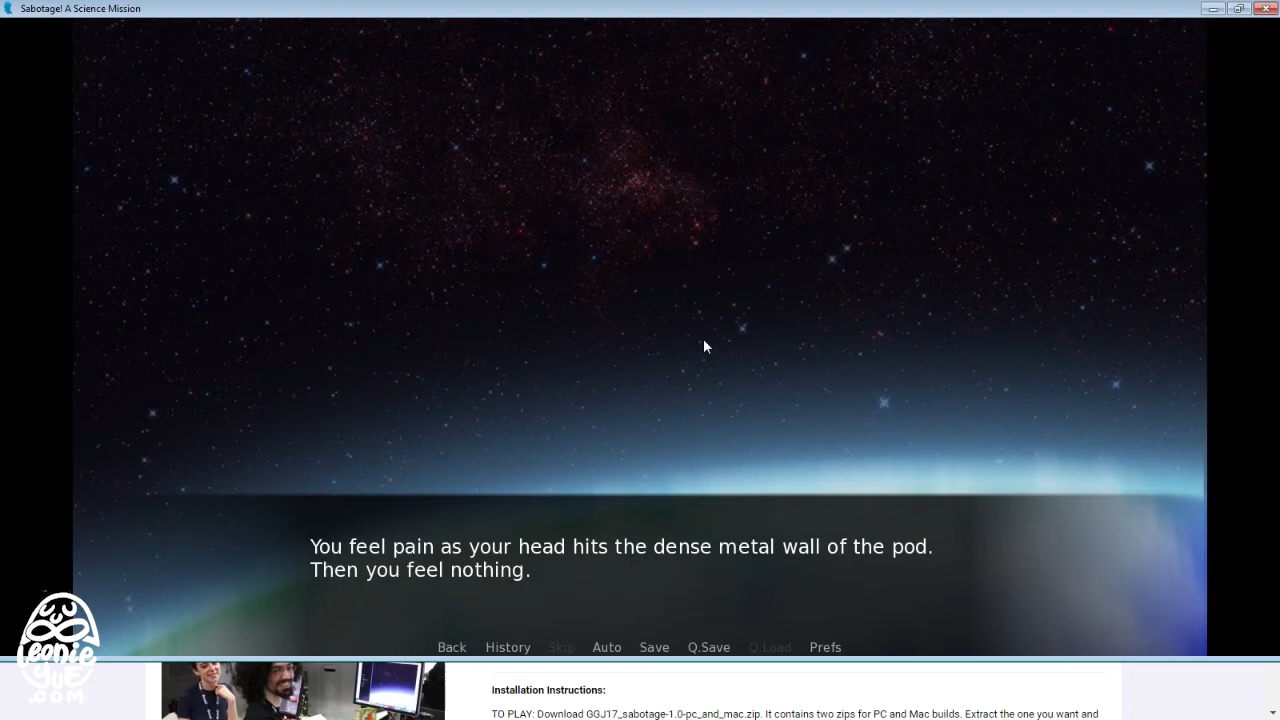 Sabotage! A Science Mission
You feel pain as your head hits the dense metal wall of the pod.
Then you feel nothing.
Back History Skip Auto Save Q.Save Q.Load Prefs
LeonieYue
.COM
Installation Instructions:
TO PLAY: Download GGJ17_sabotage-1.0-pc_and_mac.zip. It contains two zips for PC and Mac builds. Extract the one you want and